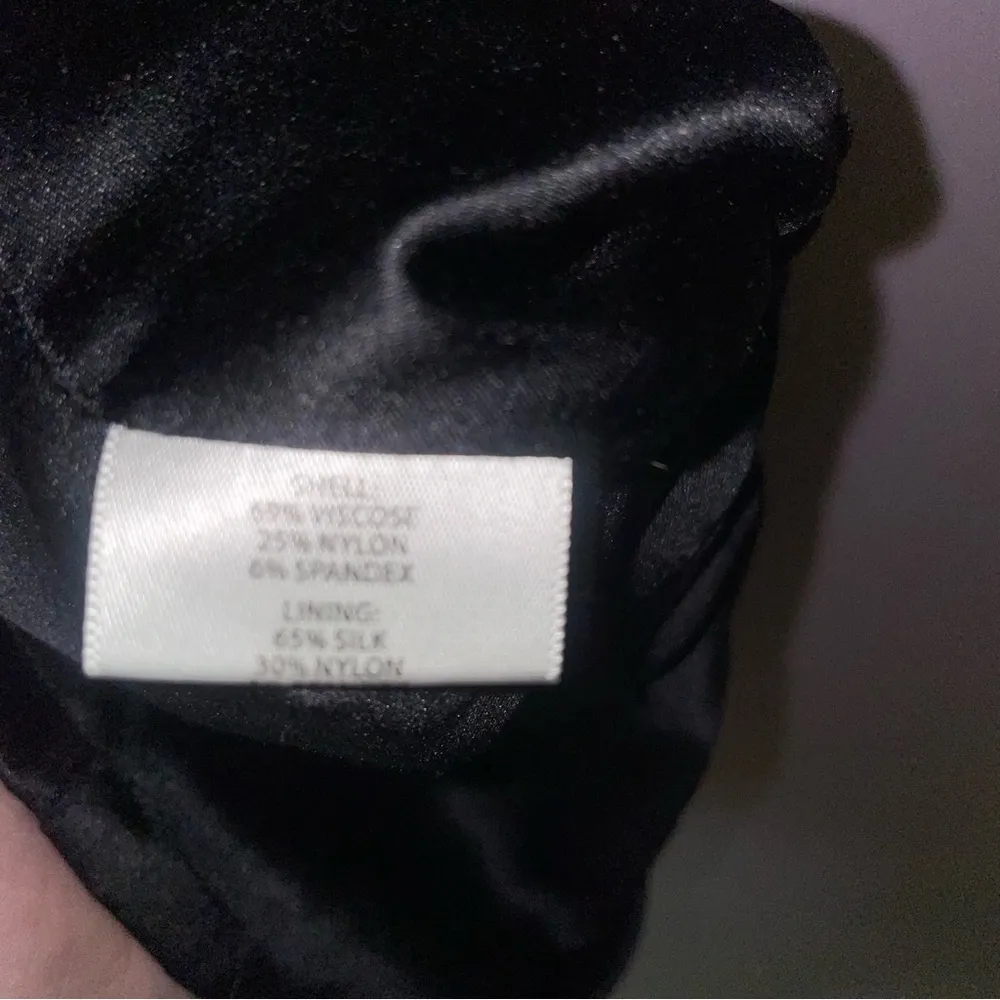 SHELL:
69% VISCOSE
25% NYLON
6% SPANDEX
LINING:
65% SILK
30% NYLON